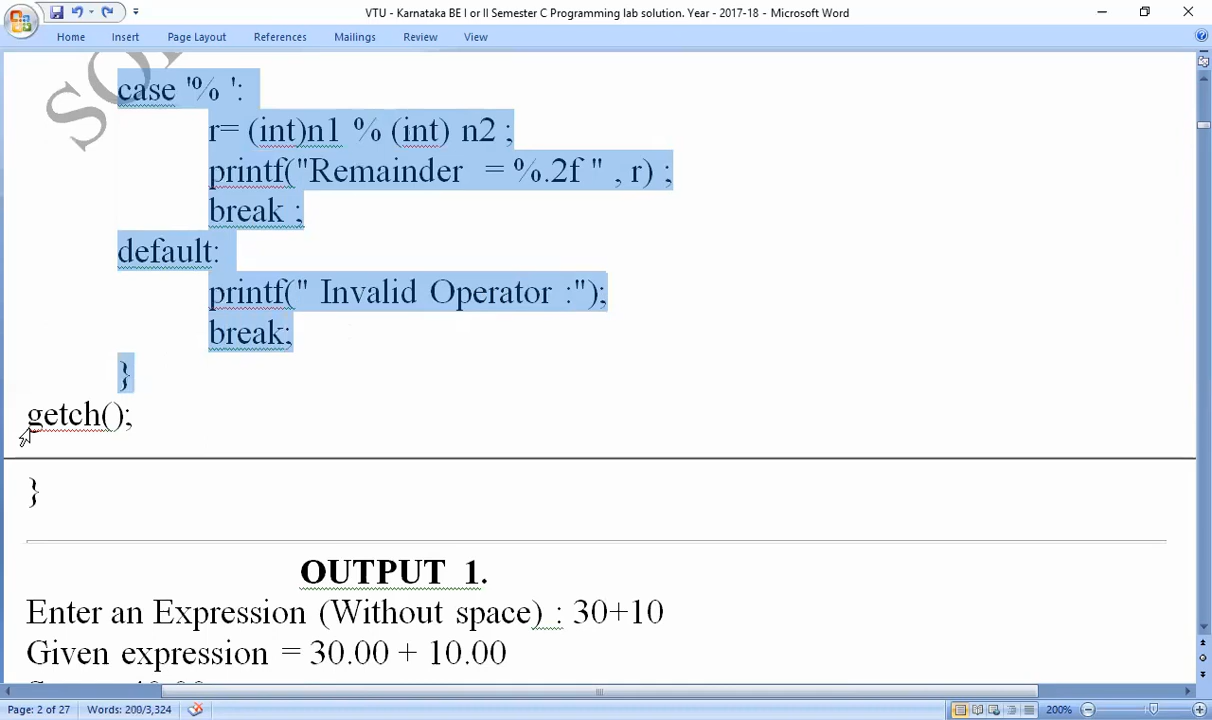 VTU - Karnataka BE I or II Semester C Programming lab solution. Year - 2017-18 - Microsoft Word
Home Insert Page Layout References Mailings Review View
case '% ':
r= (int)n1 % (int) n2 ;
printf("Remainder = %.2f " , r) ;
break ;
default:
printf(" Invalid Operator :");
break;
}
getch();
}
OUTPUT 1.
Enter an Expression (Without space) : 30+10
Given expression = 30.00 + 10.00
Page: 2 of 27 Words: 200/3,324 200%